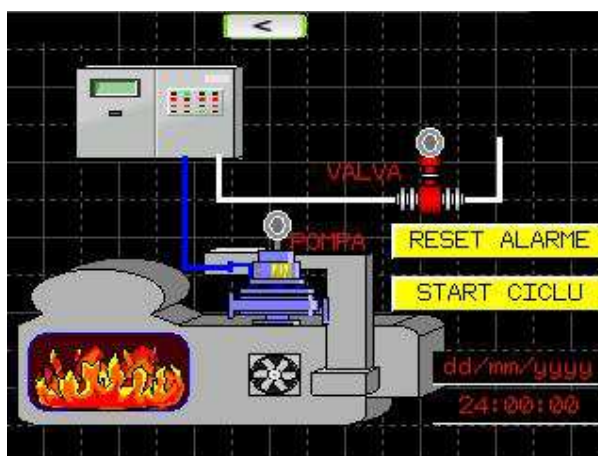 <
VALVA
POMPA
RESET ALARME
START CICLU
dd/mm/yyyy
24:00:00